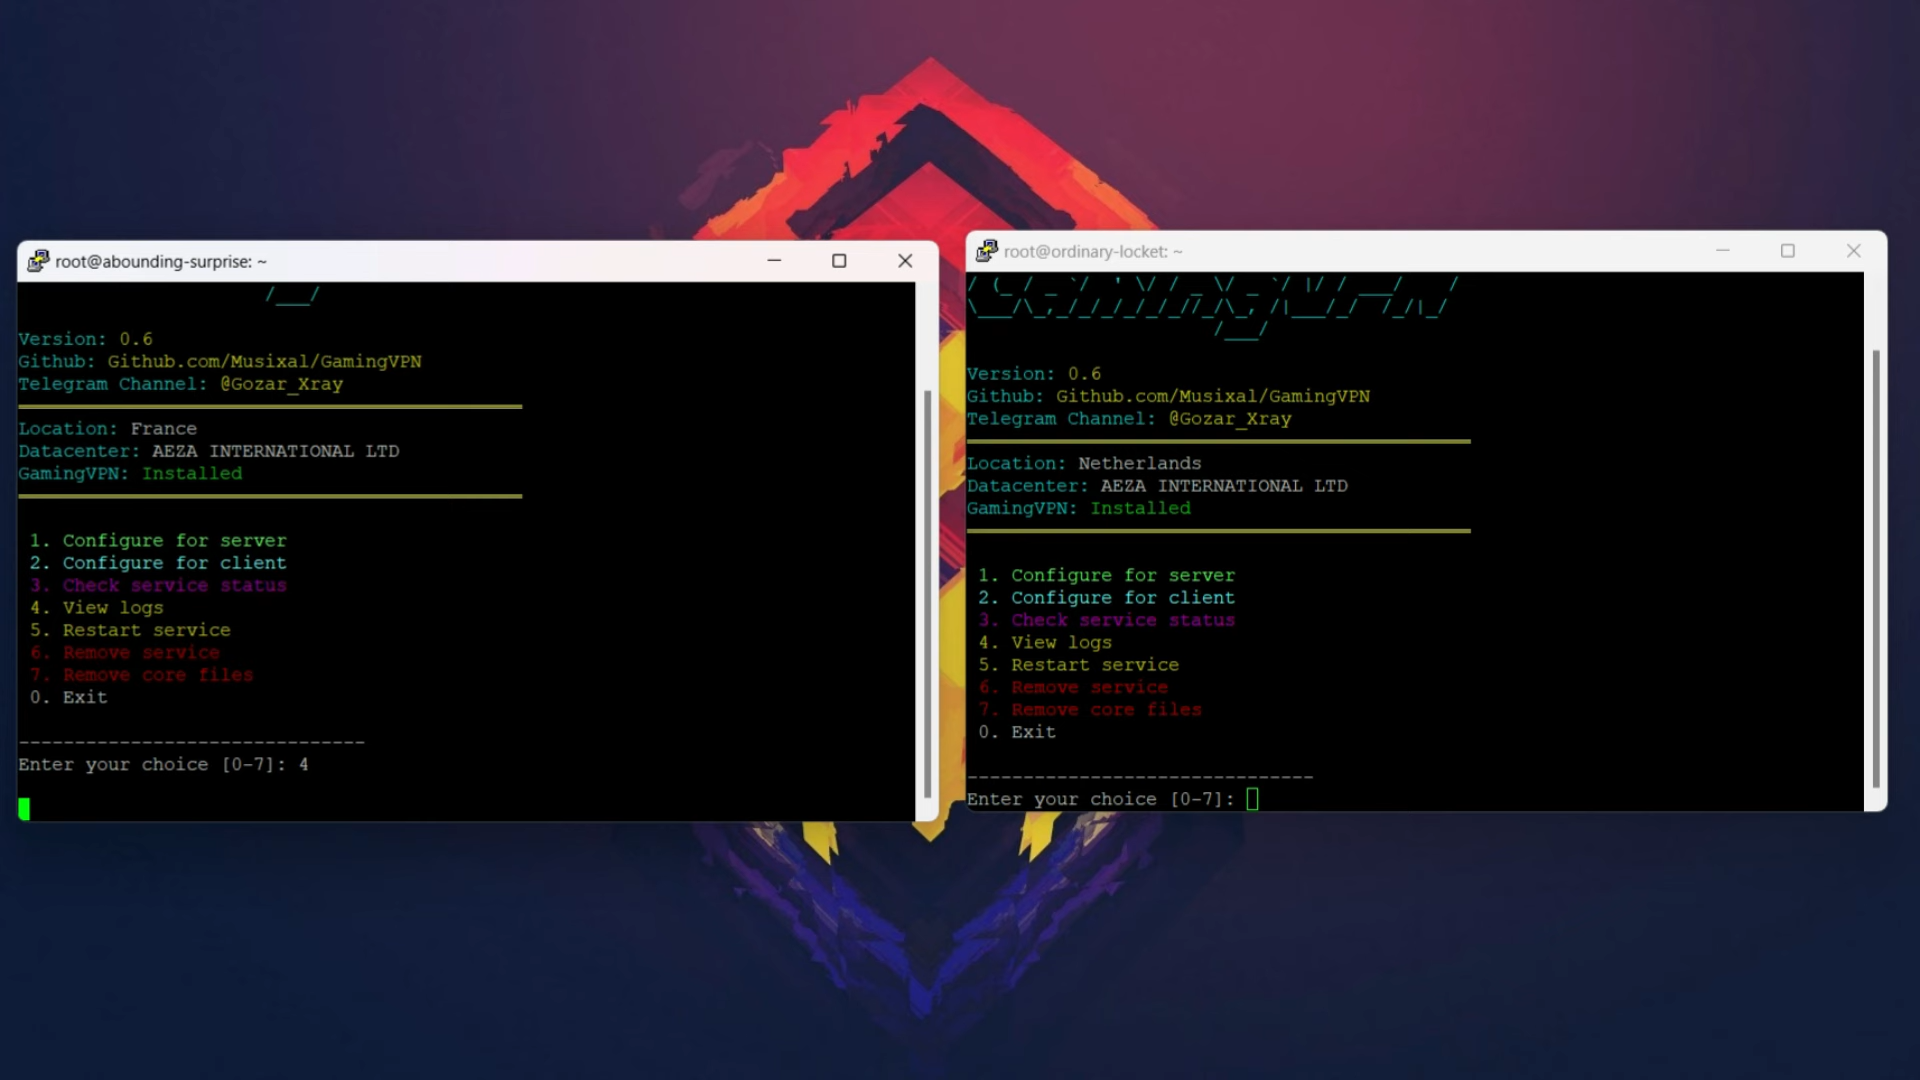 root@abounding-surprise: ~
Version: 0.6
Github: Github.com/Musixal/GamingVPN
Telegram Channel: @Gozar_Xray
Location: France
Datacenter: AEZA INTERNATIONAL LTD
GamingVPN: Installed
1. Configure for server
2. Configure for client
3. Check service status
4. View logs
5. Restart service
6. Remove service
7. Remove core files
0. Exit
-------------------------------
Enter your choice [0-7]: 4
root@ordinary-locket: ~
GamingVPN
Version: 0.6
Github: Github.com/Musixal/GamingVPN
Telegram Channel: @Gozar_Xray
Location: Netherlands
Datacenter: AEZA INTERNATIONAL LTD
GamingVPN: Installed
1. Configure for server
2. Configure for client
3. Check service status
4. View logs
5. Restart service
6. Remove service
7. Remove core files
0. Exit
-------------------------------
Enter your choice [0-7]: